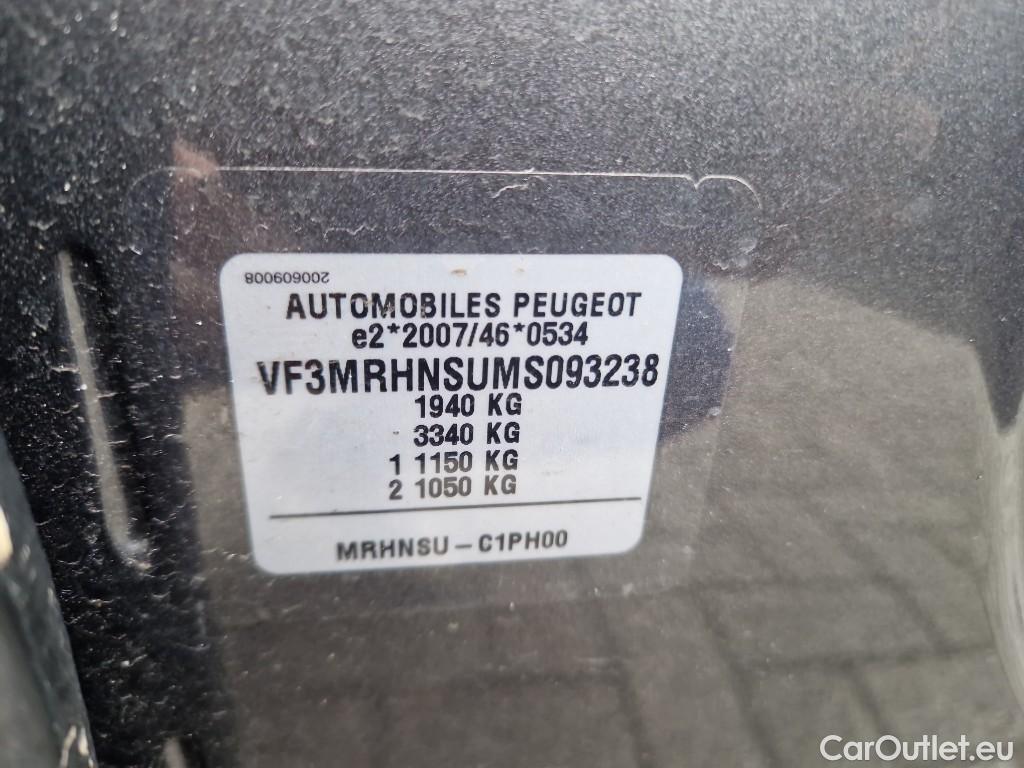 200609008
AUTOMOBILES PEUGEOT
e2*2007/46*0534
VF3MRHNSUMS093238
1940 KG
3340 KG
1 1150 KG
2 1050 KG
MRHNSU-C1PH00
CarOutlet.eu